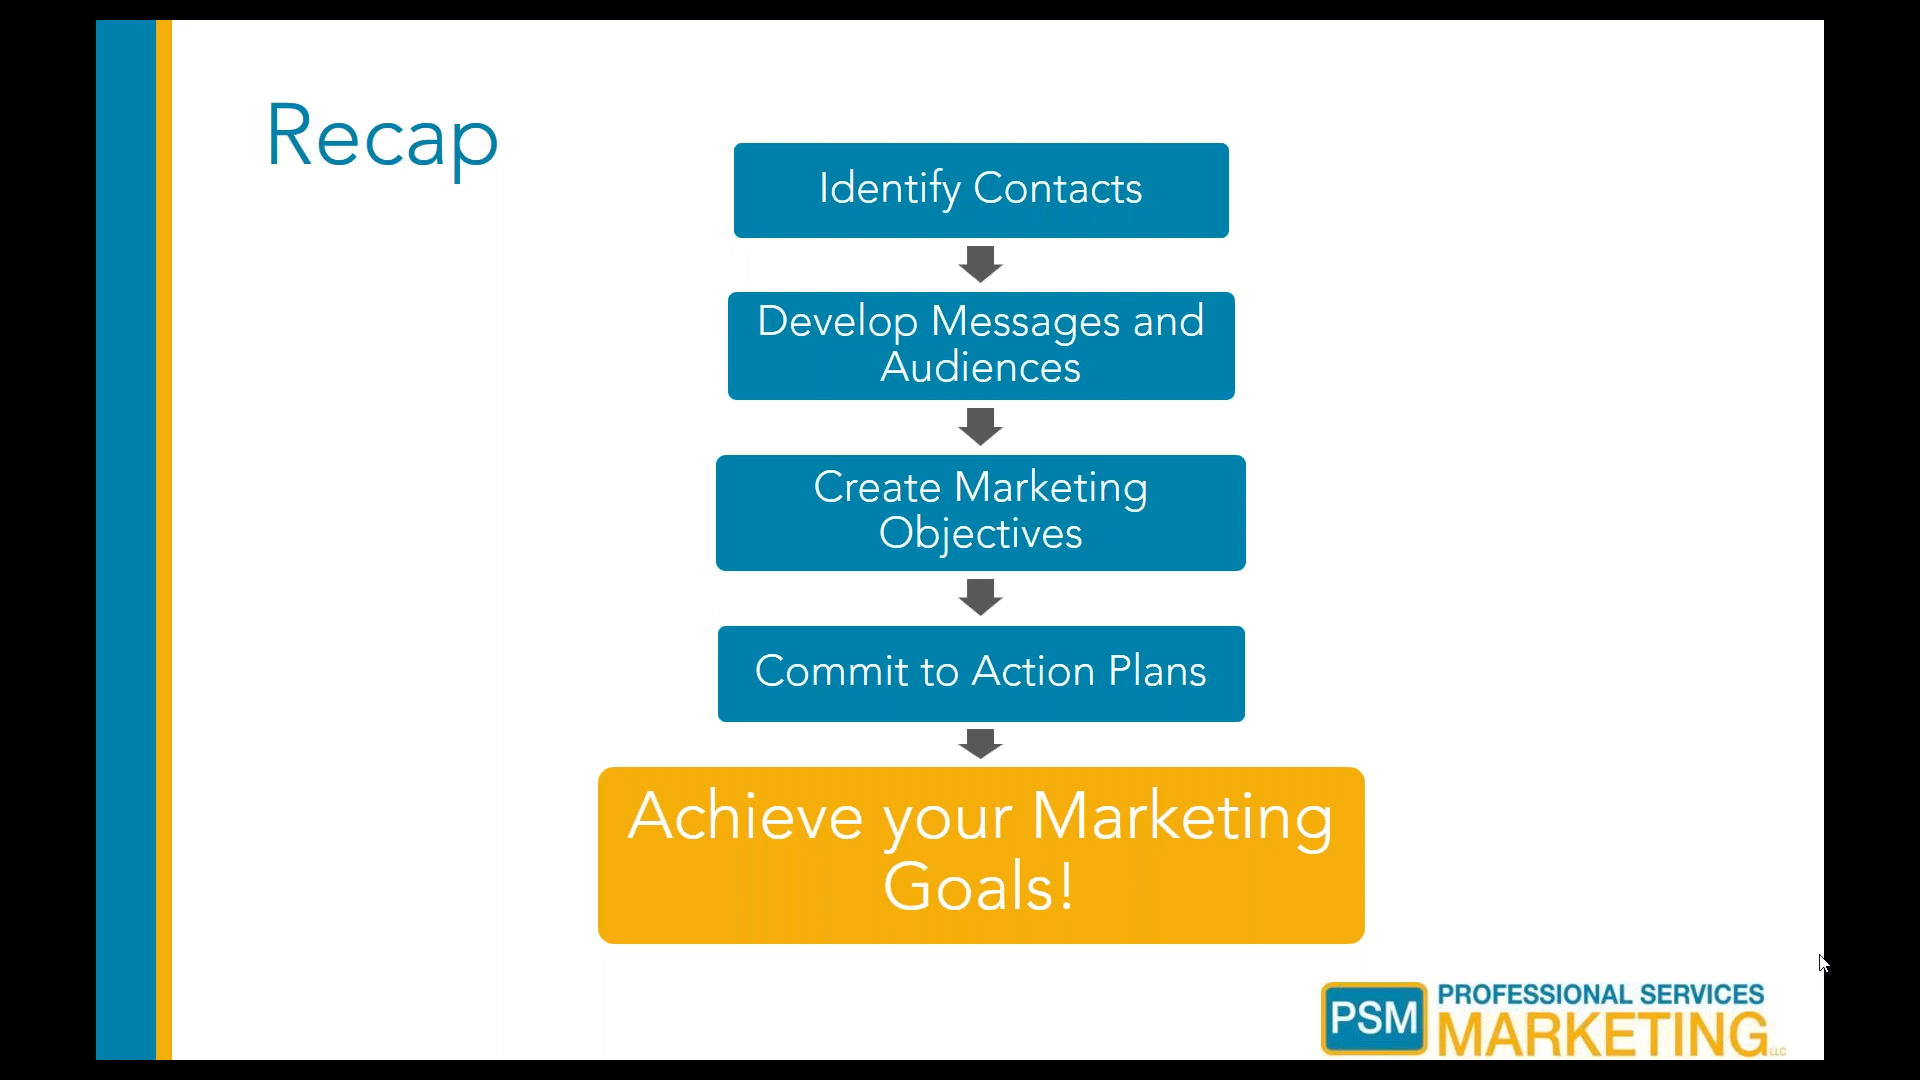 Recap
Identify Contacts
Develop Messages and
Audiences
Create Marketing
Objectives
Commit to Action Plans
Achieve your Marketing
Goals!
PSM
PROFESSIONAL SERVICES
MARKETING LLC